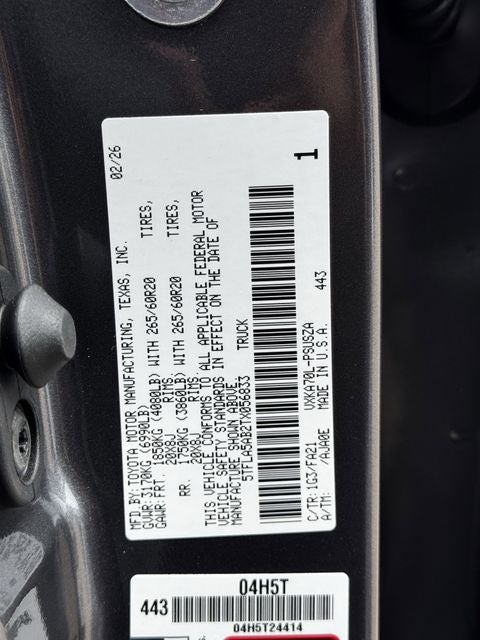 MFD.BY:TOYOTA MOTOR MANUFACTURING, TEXAS, INC. 02/26
GVWR:3170KG (6990LB)
GAWR:FRT. 1850KG (4080LB) WITH 265/60R20 TIRES,
20X8J RIMS
RR. 1750KG (3860LB) WITH 265/60R20 TIRES,
20X8J RIMS
THIS VEHICLE CONFORMS TO ALL APPLICABLE FEDERAL MOTOR
VEHICLE SAFETY STANDARDS IN EFFECT ON THE DATE OF
MANUFACTURE SHOWN ABOVE.
5TFLA5AB2TX056833 TRUCK
1
C/TR:1G3/FA21 VXKA70L-PSUSZA 443
A/TM: /AJA0E MADE IN U.S.A.
04H5T
443
04H5T24414